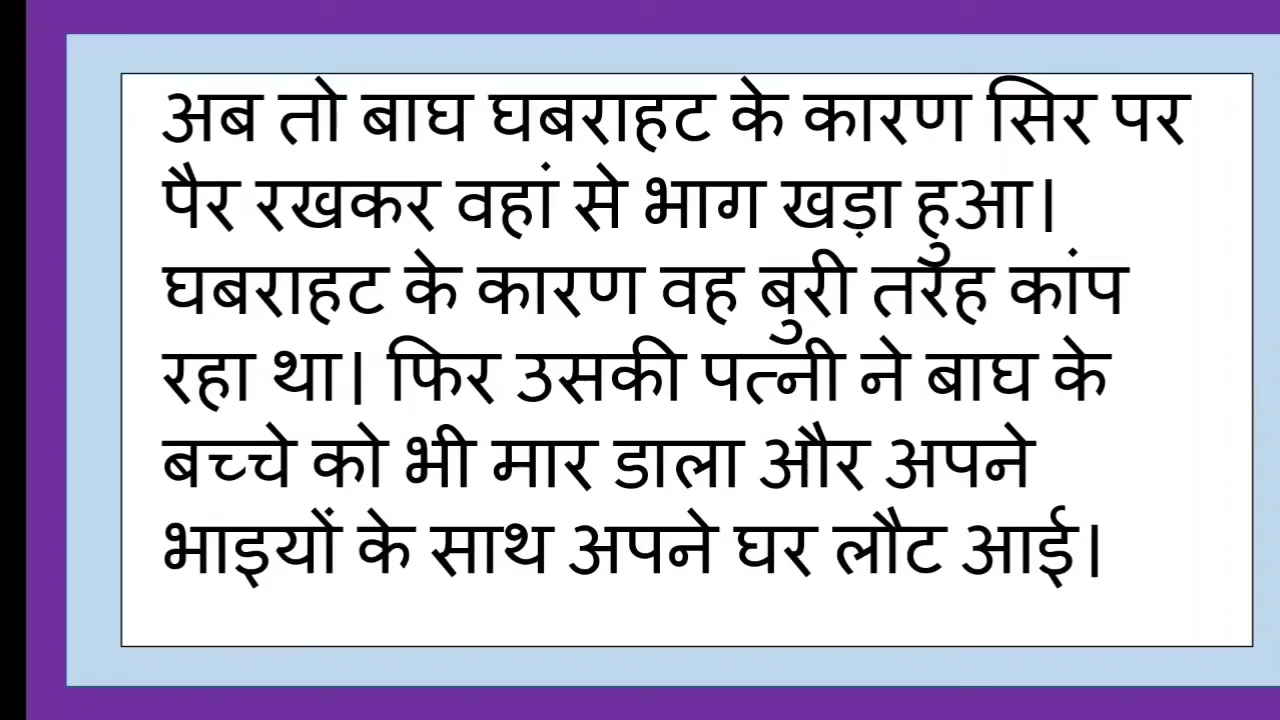 अब तो बाघ घबराहट के कारण सिर पर
पैर रखकर वहां से भाग खड़ा हुआ।
घबराहट के कारण वह बुरी तरह कांप
रहा था। फिर उसकी पत्नी ने बाघ के
बच्चे को भी मार डाला और अपने
भाइयों के साथ अपने घर लौट आई।